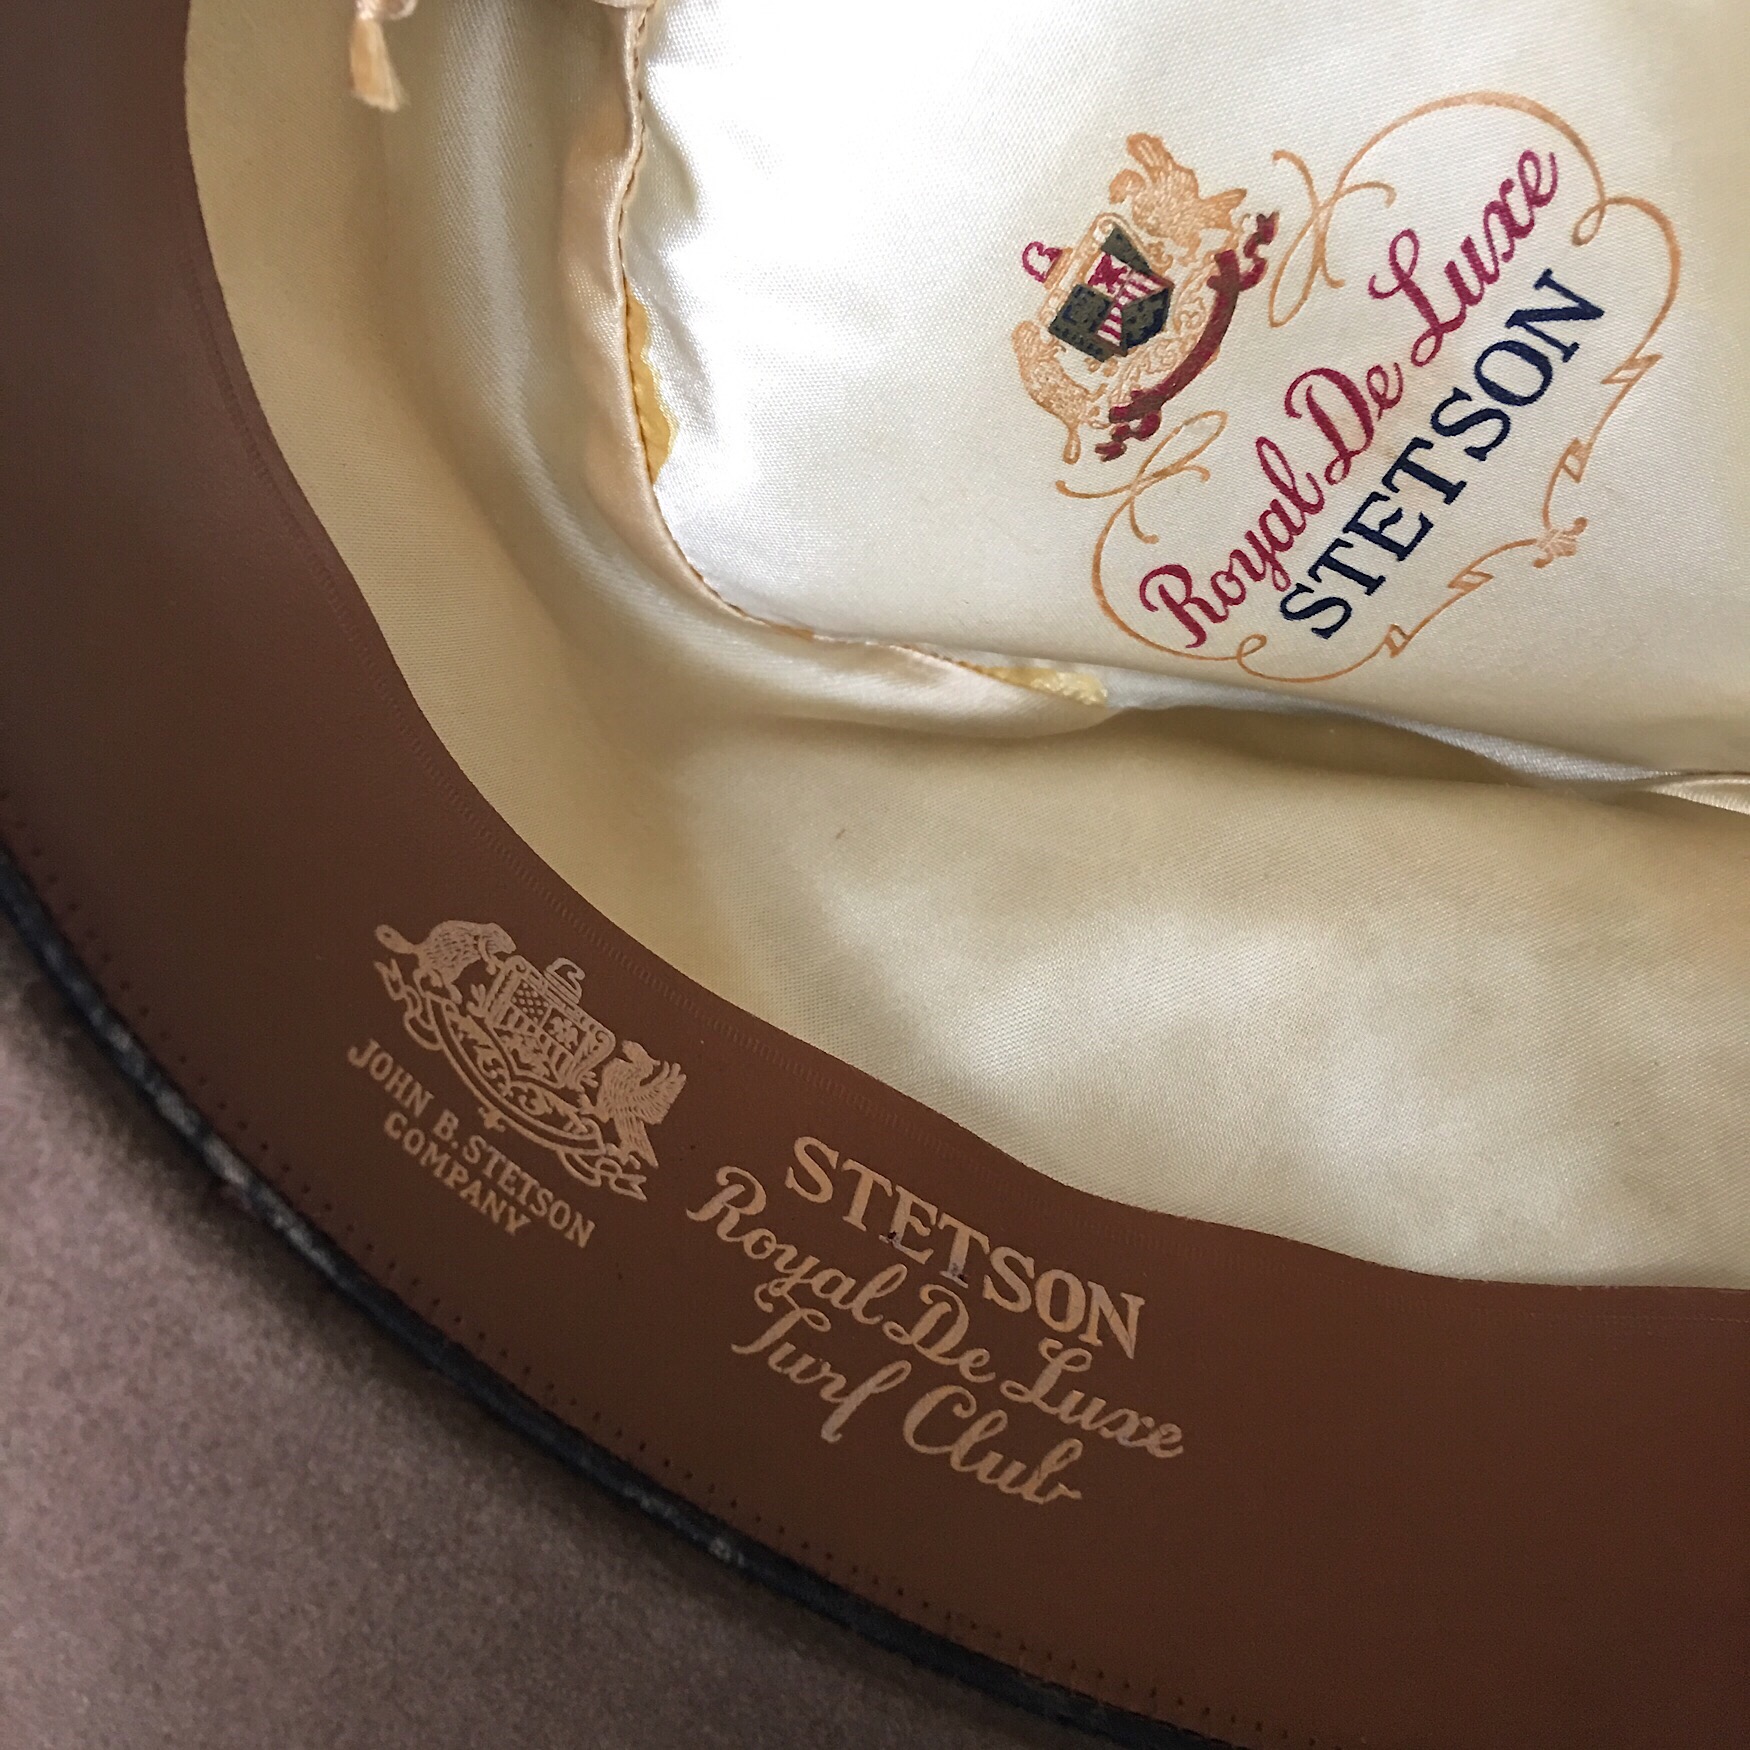 Royal De Luxe
STETSON
JOHN B. STETSON
COMPANY
STETSON
Royal De Luxe
Turf Club